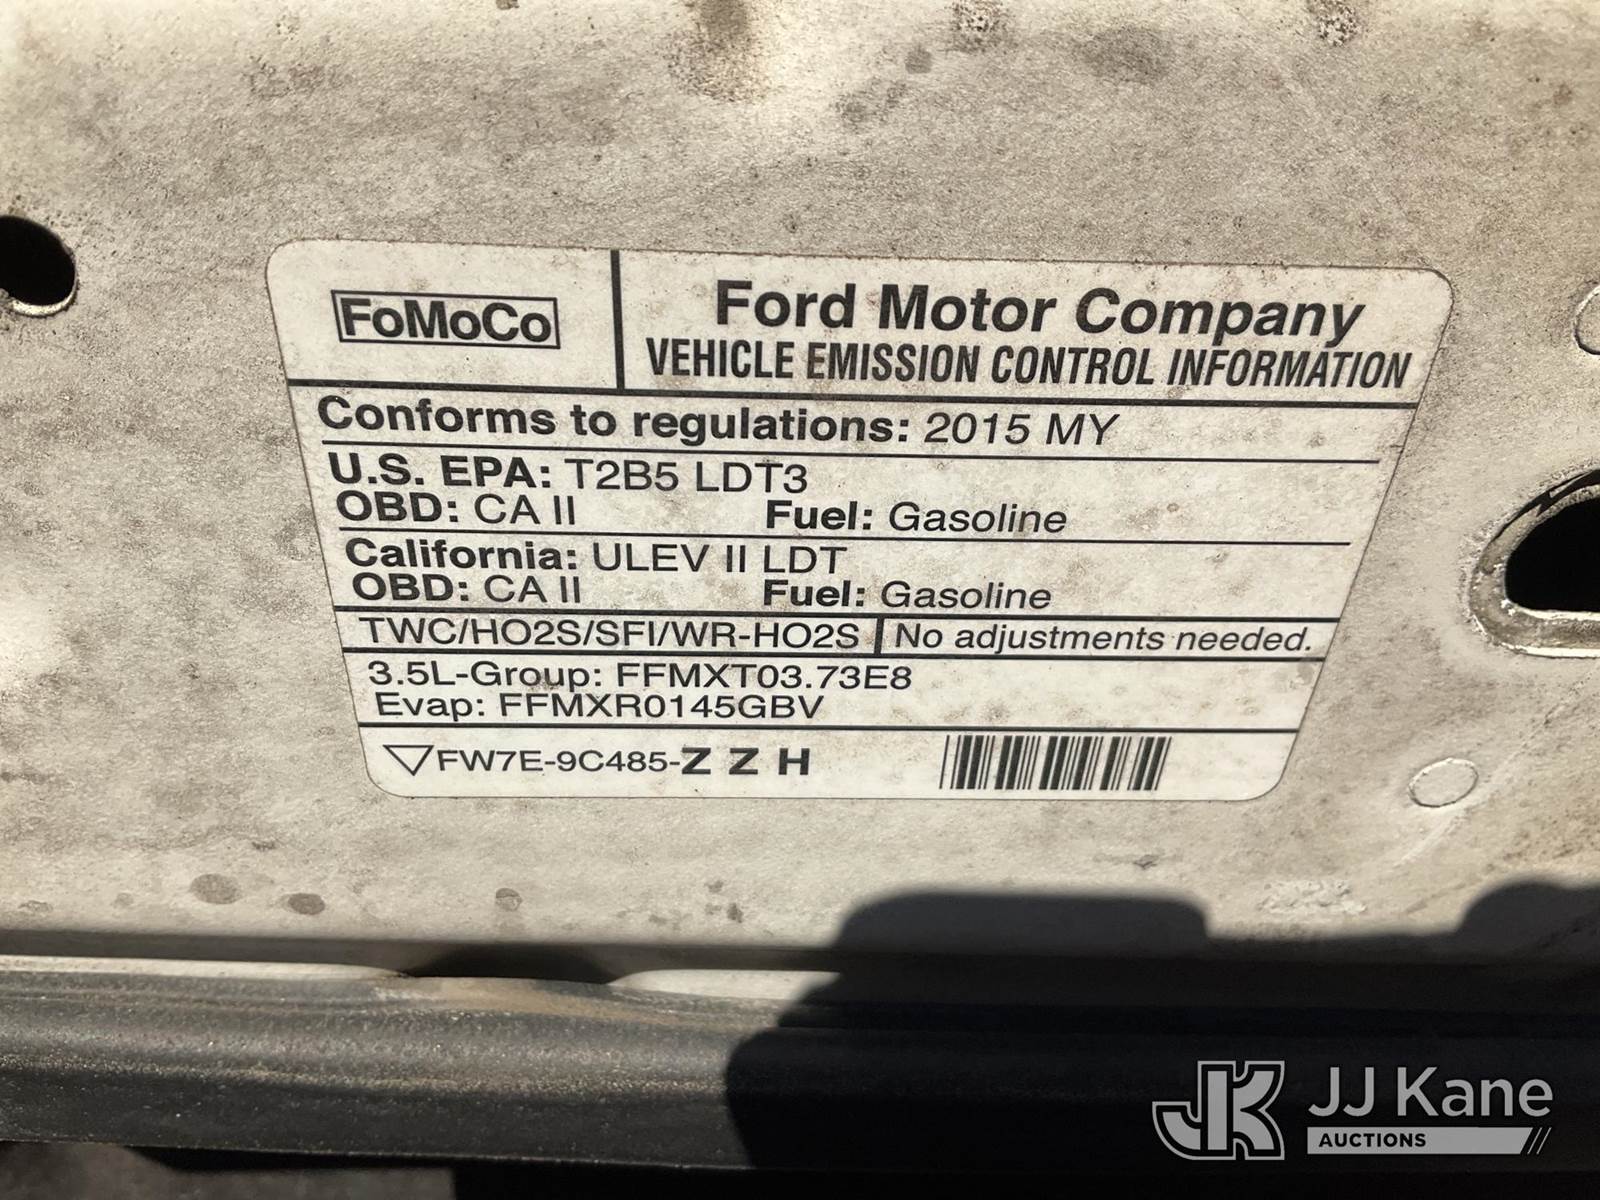 FoMoCo
Ford Motor Company
VEHICLE EMISSION CONTROL INFORMATION
Conforms to regulations: 2015 MY
U.S. EPA: T2B5 LDT3
OBD: CA II Fuel: Gasoline
California: ULEV II LDT
OBD: CA II Fuel: Gasoline
TWC/HO2S/SFI/WR-HO2S No adjustments needed.
3.5L-Group: FFMXT03.73E8
Evap: FFMXR0145GBV
FW7E-9C485-Z Z H
JK JJ Kane
AUCTIONS